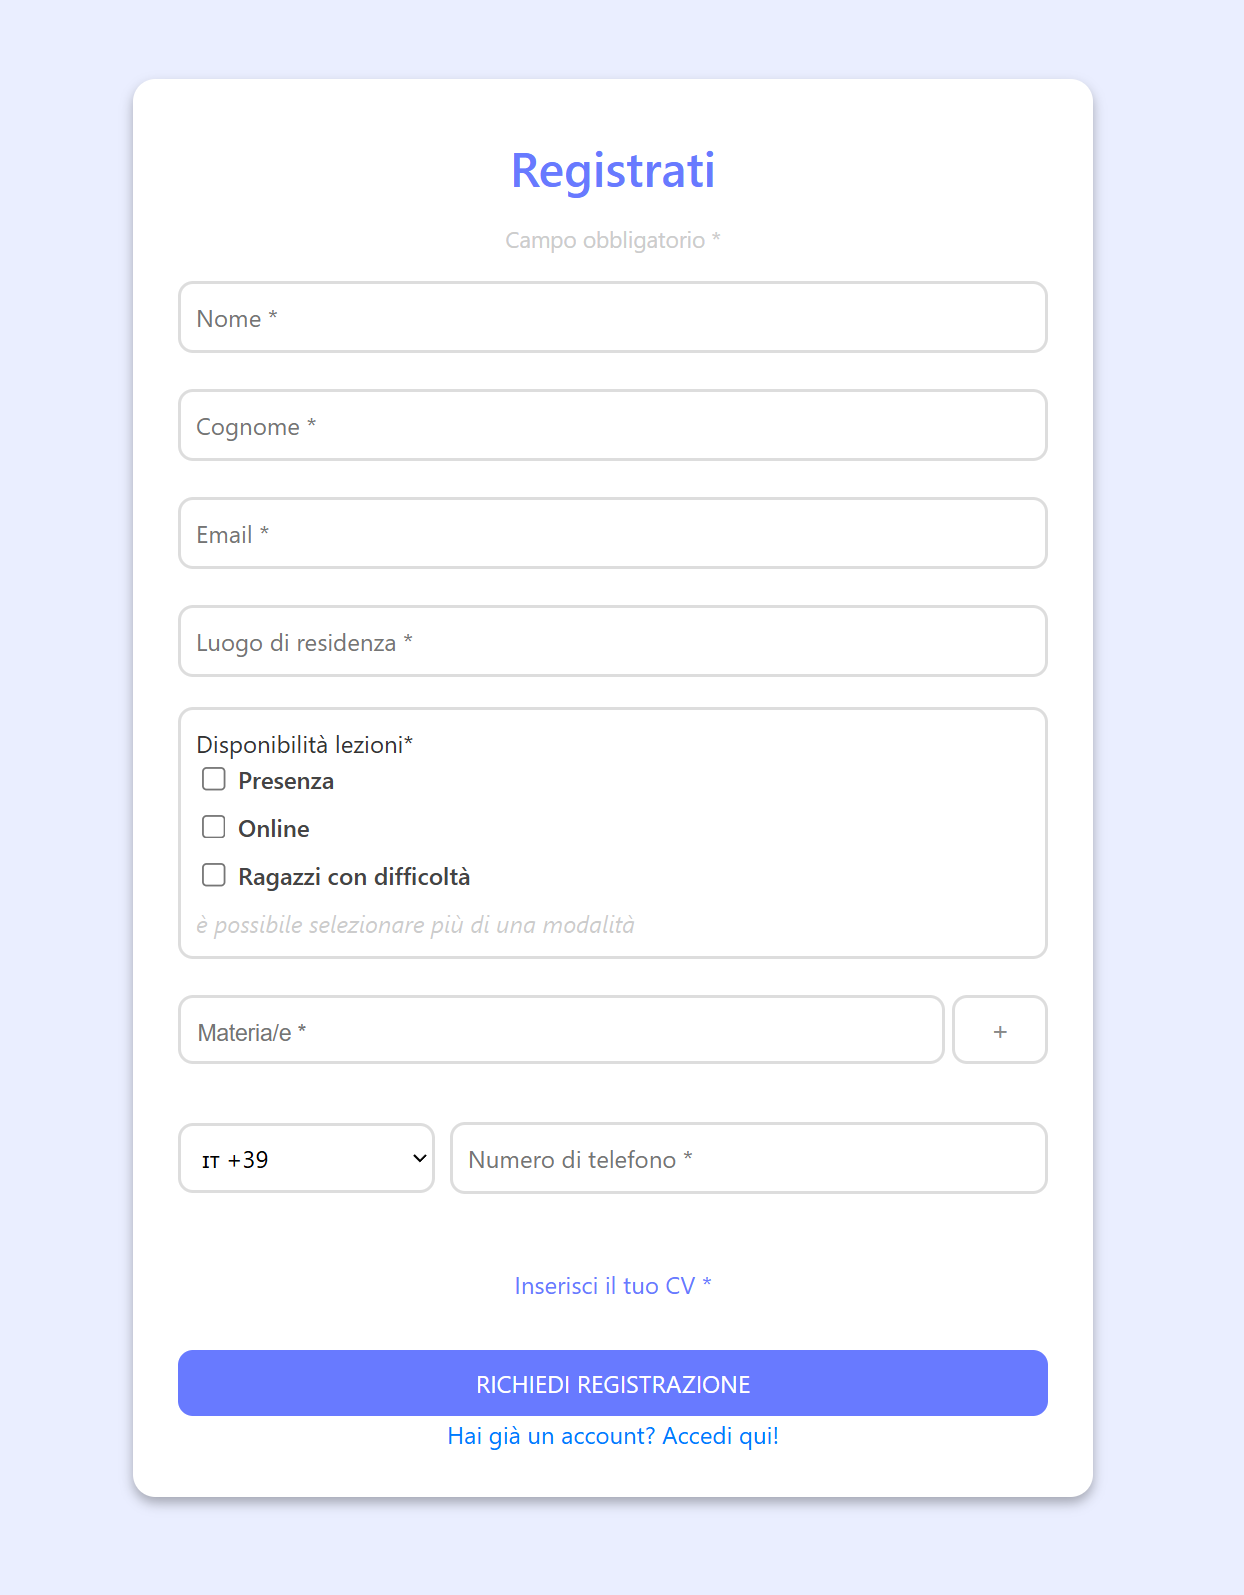 Registrati
Campo obbligatorio *
Nome *
Cognome *
Email *
Luogo di residenza *
Disponibilità lezioni*
Presenza
Online
Ragazzi con difficoltà
è possibile selezionare più di una modalità
Materia/e * +
IT +39 Numero di telefono *
Inserisci il tuo CV *
RICHIEDI REGISTRAZIONE
Hai già un account? Accedi qui!